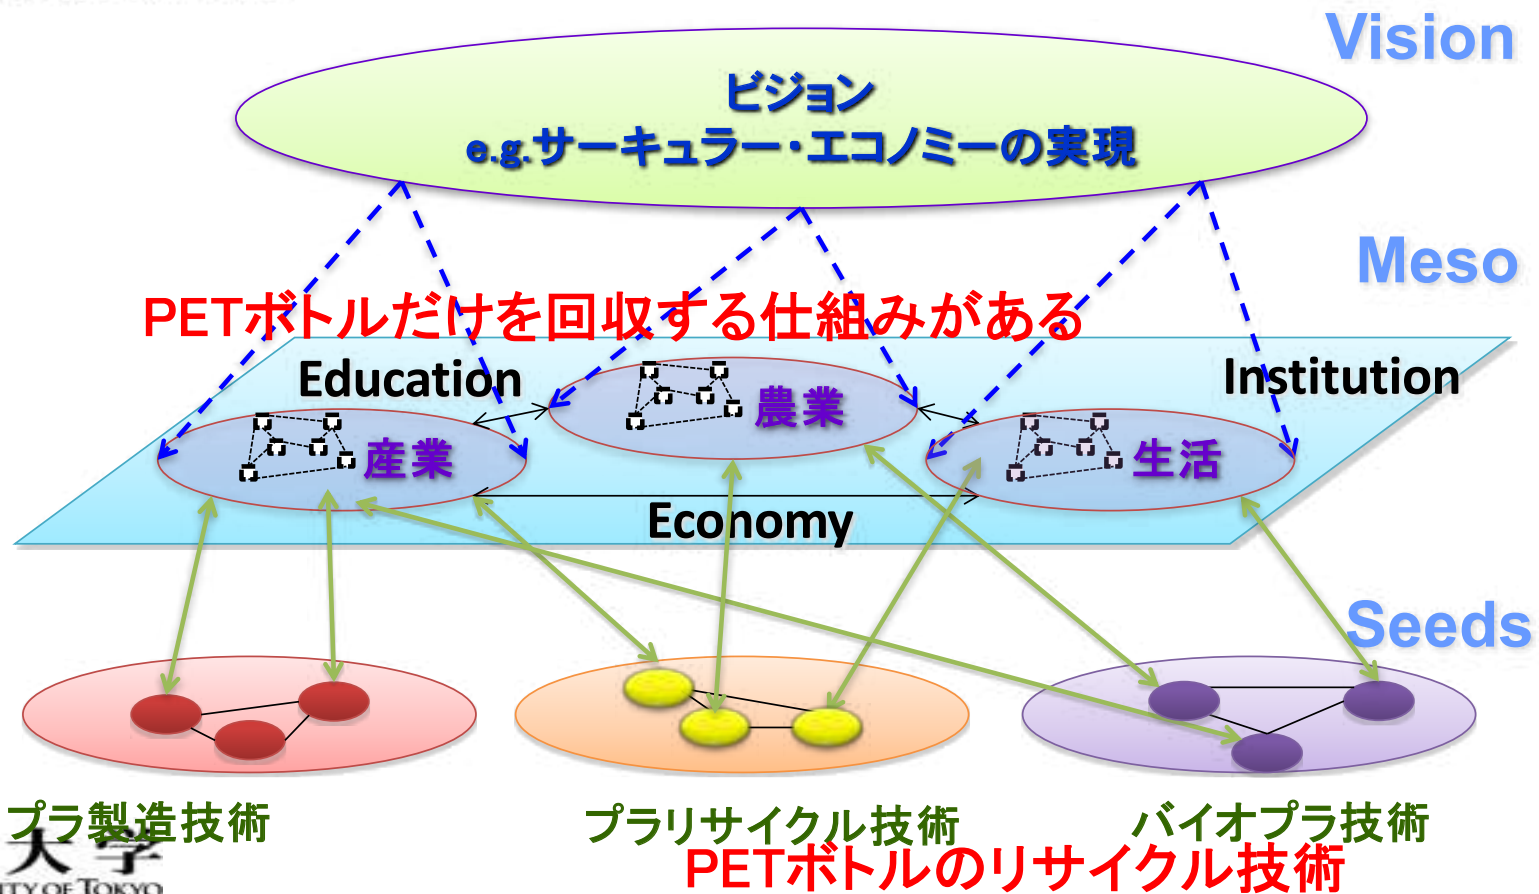 Vision
ビジョン
e.g.サーキュラー・エコノミーの実現
Meso
PETボトルだけを回収する仕組みがある
Education
Institution
農業
産業
生活
Economy
Seeds
プラ製造技術
プラリサイクル技術
バイオプラ技術
PETボトルのリサイクル技術
大学
ITY OF TOKYO